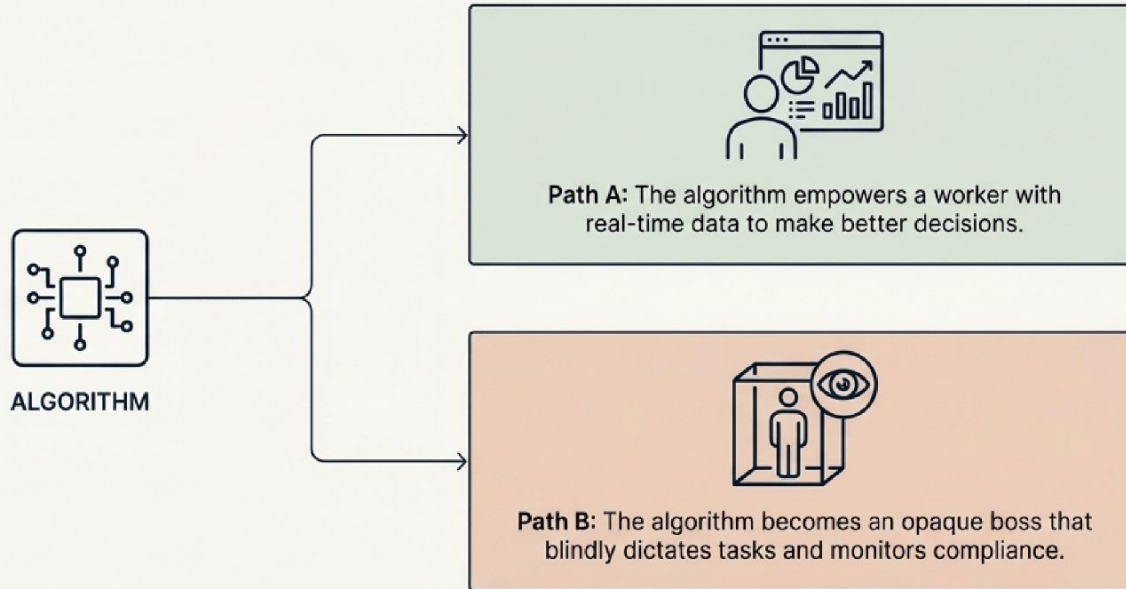 Path A: The algorithm empowers a worker with
real-time data to make better decisions.
ALGORITHM
Path B: The algorithm becomes an opaque boss that
blindly dictates tasks and monitors compliance.